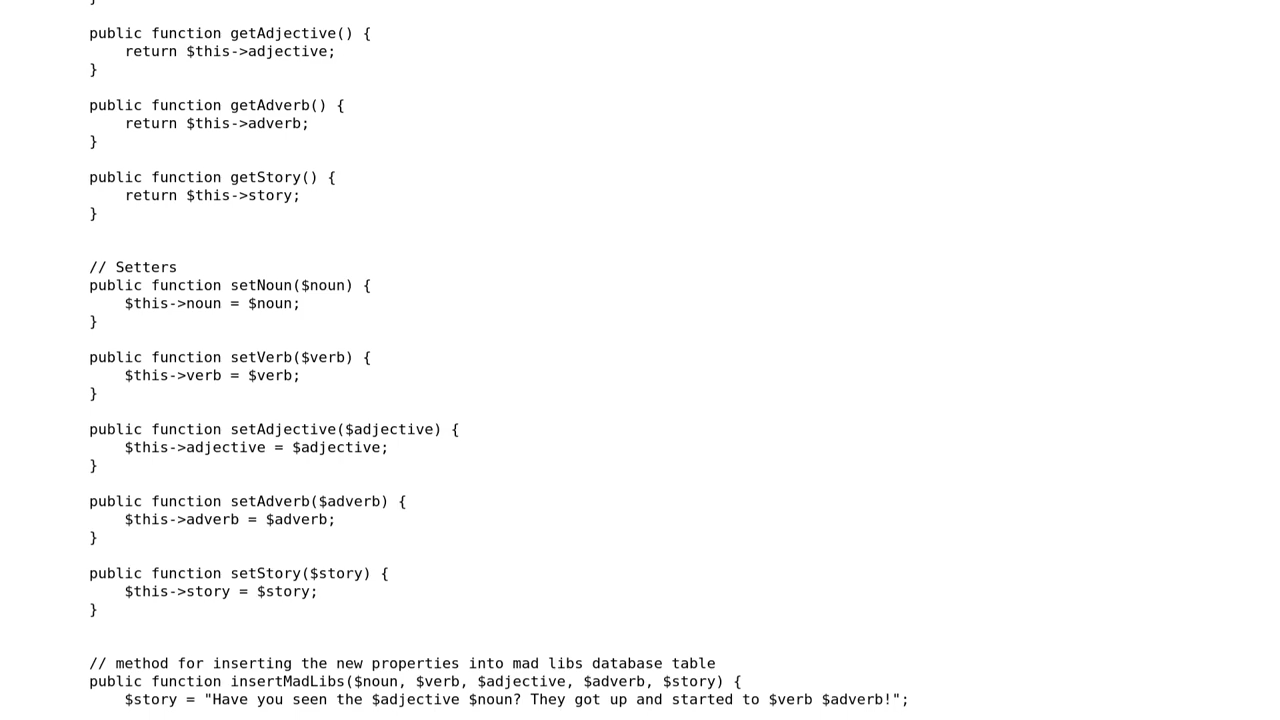 }
public function getAdjective() {
    return $this->adjective;
}
public function getAdverb() {
    return $this->adverb;
}
public function getStory() {
    return $this->story;
}
// Setters
public function setNoun($noun) {
    $this->noun = $noun;
}
public function setVerb($verb) {
    $this->verb = $verb;
}
public function setAdjective($adjective) {
    $this->adjective = $adjective;
}
public function setAdverb($adverb) {
    $this->adverb = $adverb;
}
public function setStory($story) {
    $this->story = $story;
}
// method for inserting the new properties into mad libs database table
public function insertMadLibs($noun, $verb, $adjective, $adverb, $story) {
    $story = "Have you seen the $adjective $noun? They got up and started to $verb $adverb!";